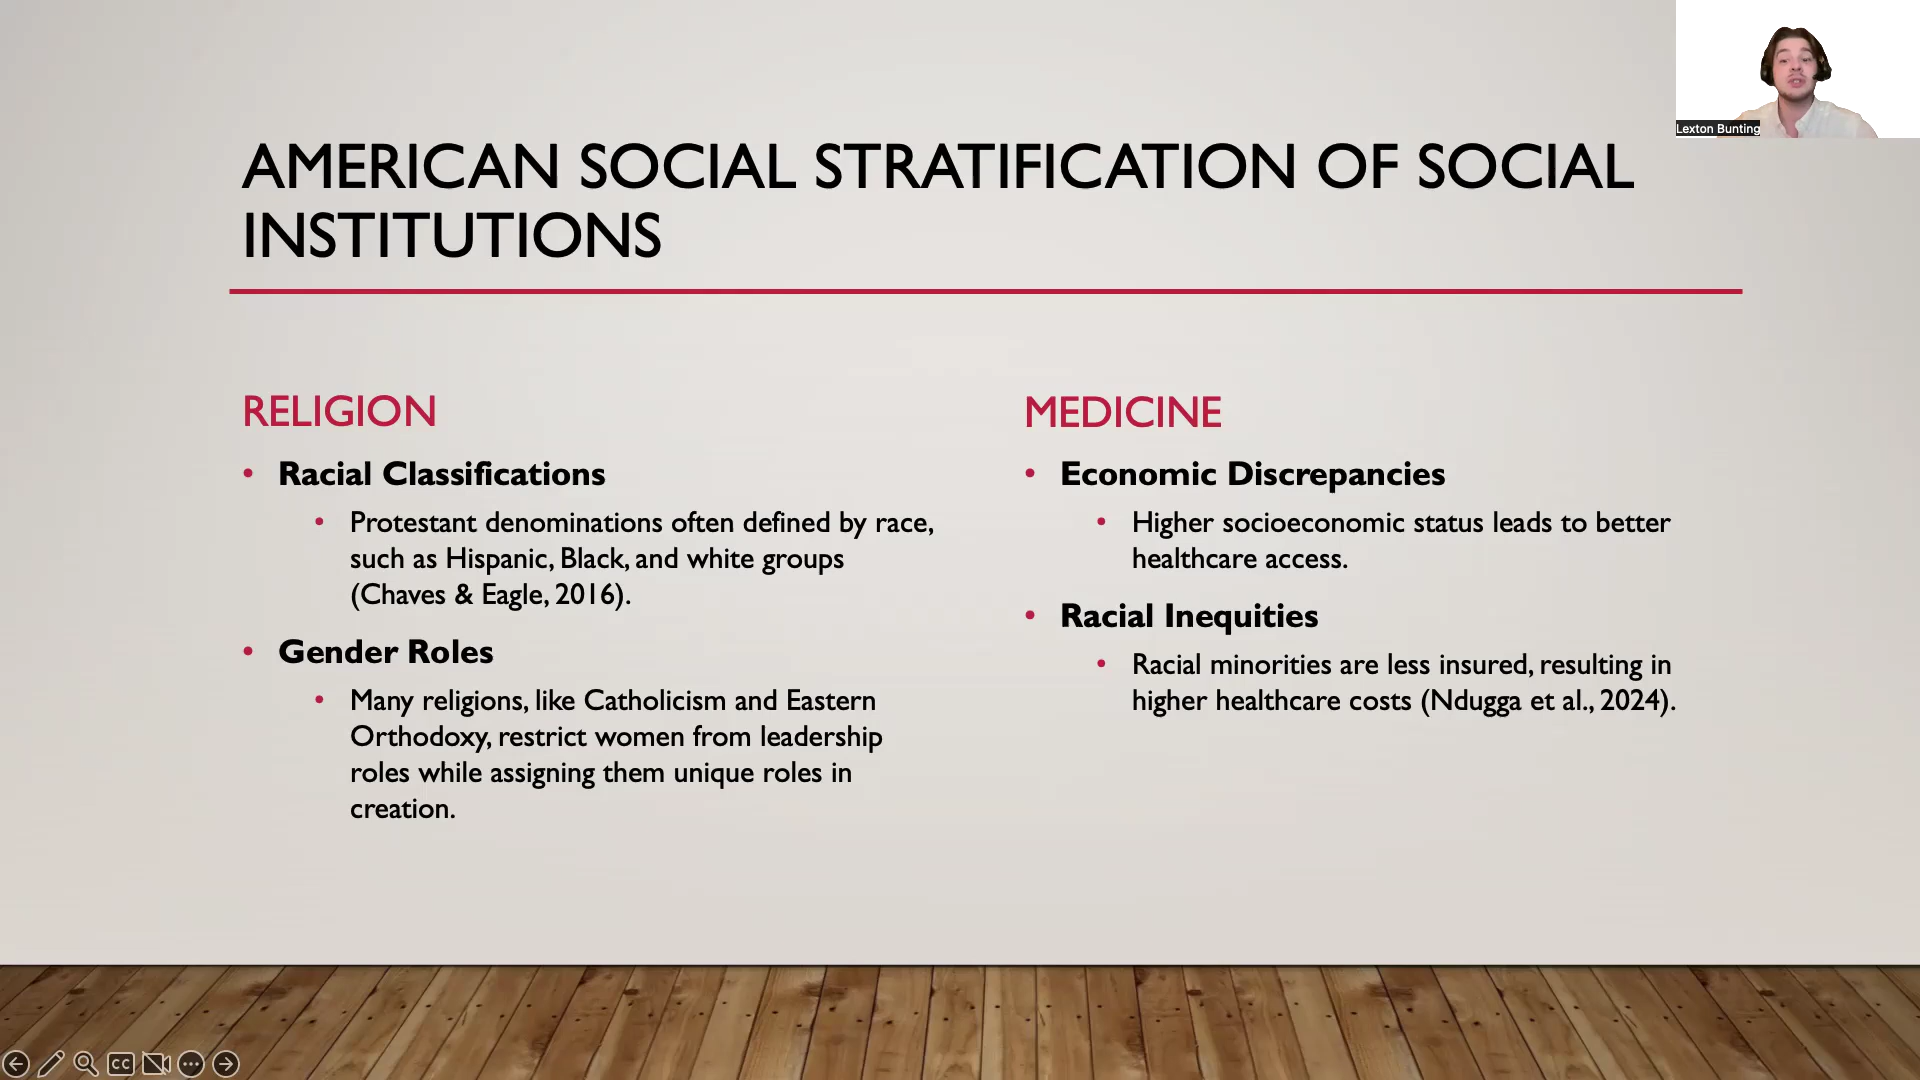 Lexton Bunting
AMERICAN SOCIAL STRATIFICATION OF SOCIAL
INSTITUTIONS
RELIGION
• Racial Classifications
• Protestant denominations often defined by race,
such as Hispanic, Black, and white groups
(Chaves & Eagle, 2016).
• Gender Roles
• Many religions, like Catholicism and Eastern
Orthodoxy, restrict women from leadership
roles while assigning them unique roles in
creation.
MEDICINE
• Economic Discrepancies
• Higher socioeconomic status leads to better
healthcare access.
• Racial Inequities
• Racial minorities are less insured, resulting in
higher healthcare costs (Ndugga et al., 2024).
CC